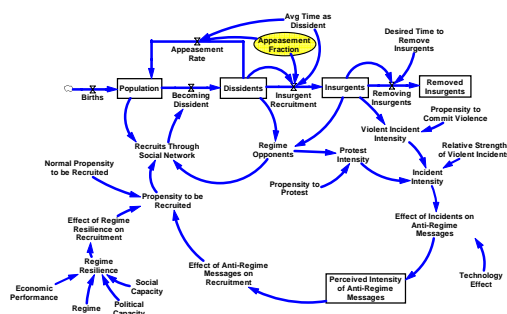 Avg Time as
Dissident
Appeasement
Fraction
Desired Time to
Remove
Insurgents
Appeasement
Rate
Population
Dissidents
Insurgents
Removed
Insurgents
Births
Becoming
Dissident
Insurgent
Recruitment
Removing
Insurgents
Propensity to
Commit Violence
Violent Incident
Intensity
Recruits Through
Social Network
Regime
Opponents
Protest
Intensity
Relative Strength
of Violent Incidents
Normal Propensity
to be Recruited
Incident
Intensity
Propensity to
Protest
Propensity to be
Recruited
Effect of Regime
Resilience on
Recruitment
Effect of Incidents on
Anti-Regime
Messages
Regime
Resilience
Effect of Anti-Regime
Messages on
Recruitment
Technology
Effect
Economic
Performance
Social
Capacity
Perceived Intensity
of Anti-Regime
Messages
Regime
Political
Capacity